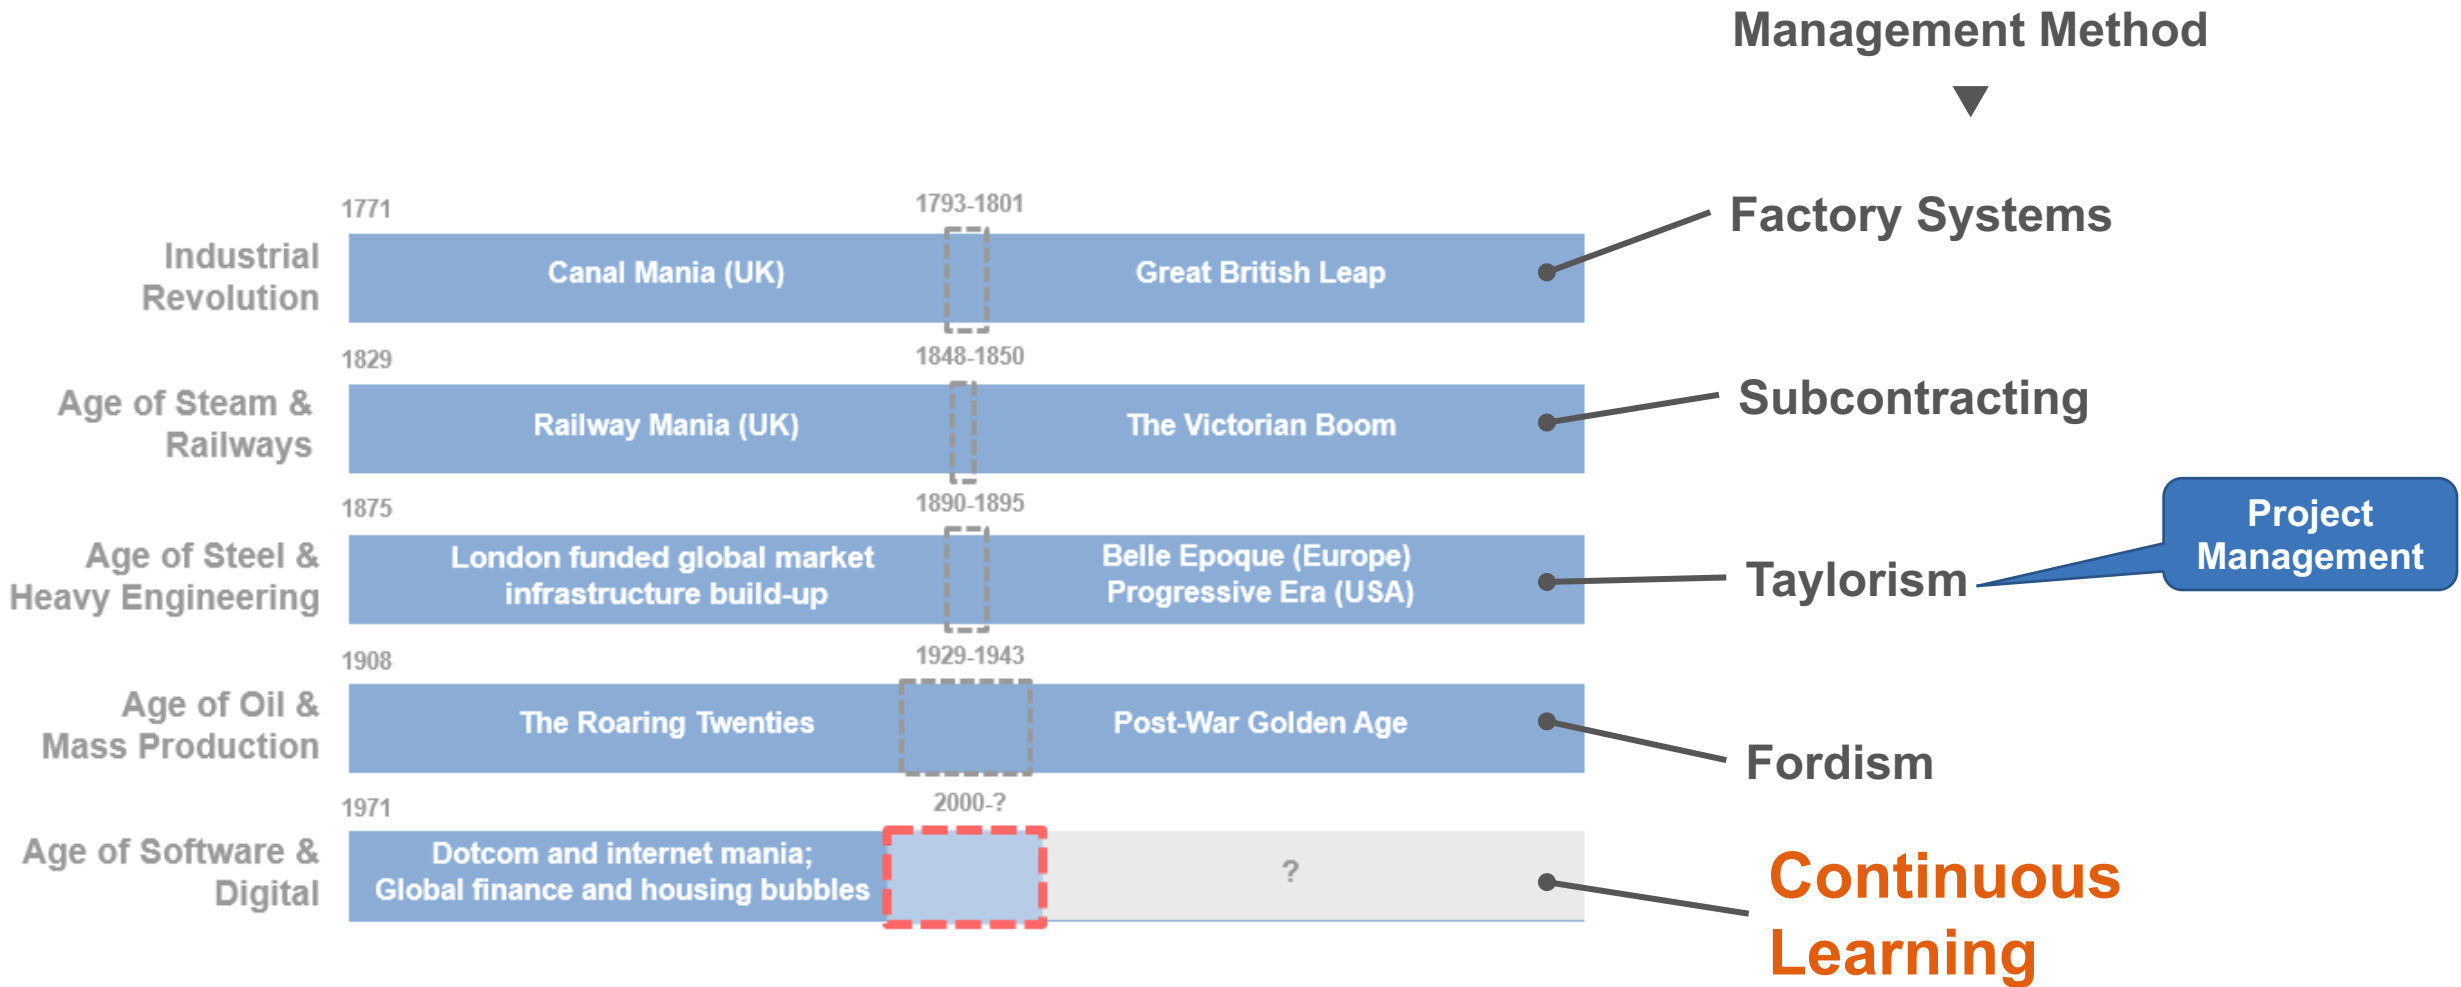 Management Method
1771
1793-1801
Industrial
Revolution
Canal Mania (UK)
Great British Leap
Factory Systems
1829
1848-1850
Age of Steam &
Railways
Railway Mania (UK)
The Victorian Boom
Subcontracting
1875
1890-1895
Age of Steel &
Heavy Engineering
London funded global market
infrastructure build-up
Belle Epoque (Europe)
Progressive Era (USA)
Taylorism
Project
Management
1908
1929-1943
Age of Oil &
Mass Production
The Roaring Twenties
Post-War Golden Age
Fordism
1971
2000-?
Age of Software &
Digital
Dotcom and internet mania;
Global finance and housing bubbles
?
Continuous
Learning